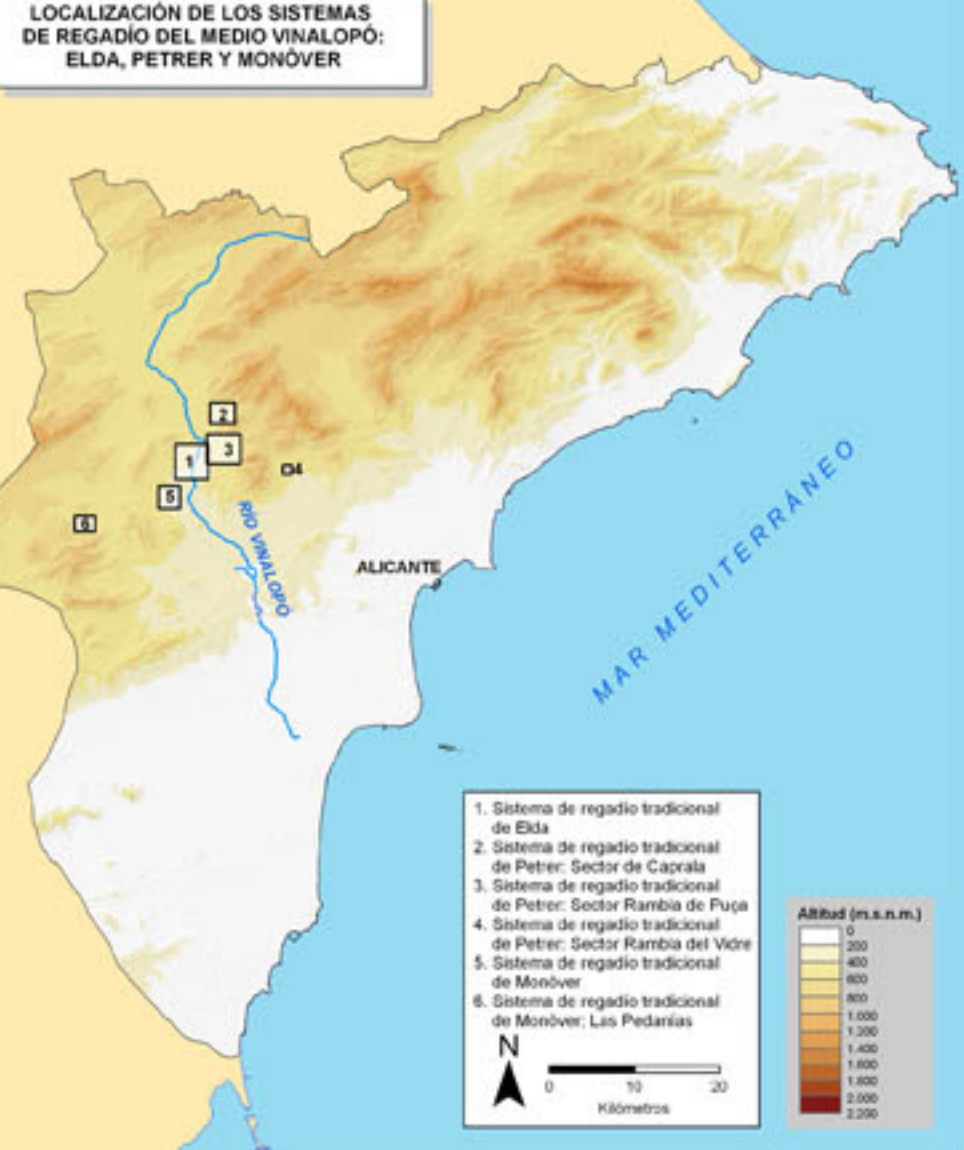 LOCALIZACIÓN DE LOS SISTEMAS
DE REGADÍO DEL MEDIO VINALOPÓ:
ELDA, PETRER Y MONÓVER
2
3
1
4
5
6
RÍO VINALOPÓ
ALICANTE
MAR MEDITERRÁNEO
1. Sistema de regadío tradicional
de Elda
2. Sistema de regadío tradicional
de Petrer: Sector de Caprala
3. Sistema de regadío tradicional
de Petrer: Sector Rambla de Puça
4. Sistema de regadío tradicional
de Petrer: Sector Rambla del Vidre
5. Sistema de regadío tradicional
de Monóver
6. Sistema de regadío tradicional
de Monóver; Las Pedanías
N
0 10 20
Kilómetros
Altitud (m.s.n.m.)
0
200
400
600
800
1.000
1.200
1.400
1.600
1.800
2.000
2.200